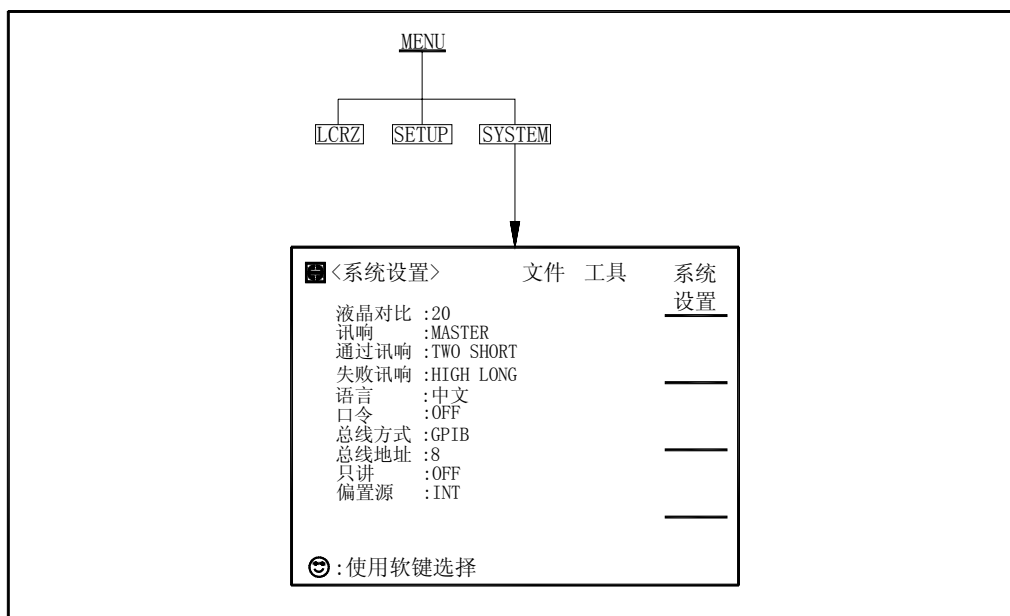 MENU
LCRZ SETUP SYSTEM
<系统设置> 文件 工具 系统
设置
液晶对比 :20
讯响 :MASTER
通过讯响 :TWO SHORT
失败讯响 :HIGH LONG
语言 :中文
口令 :OFF
总线方式 :GPIB
总线地址 :8
只讲 :OFF
偏置源 :INT
:使用软键选择